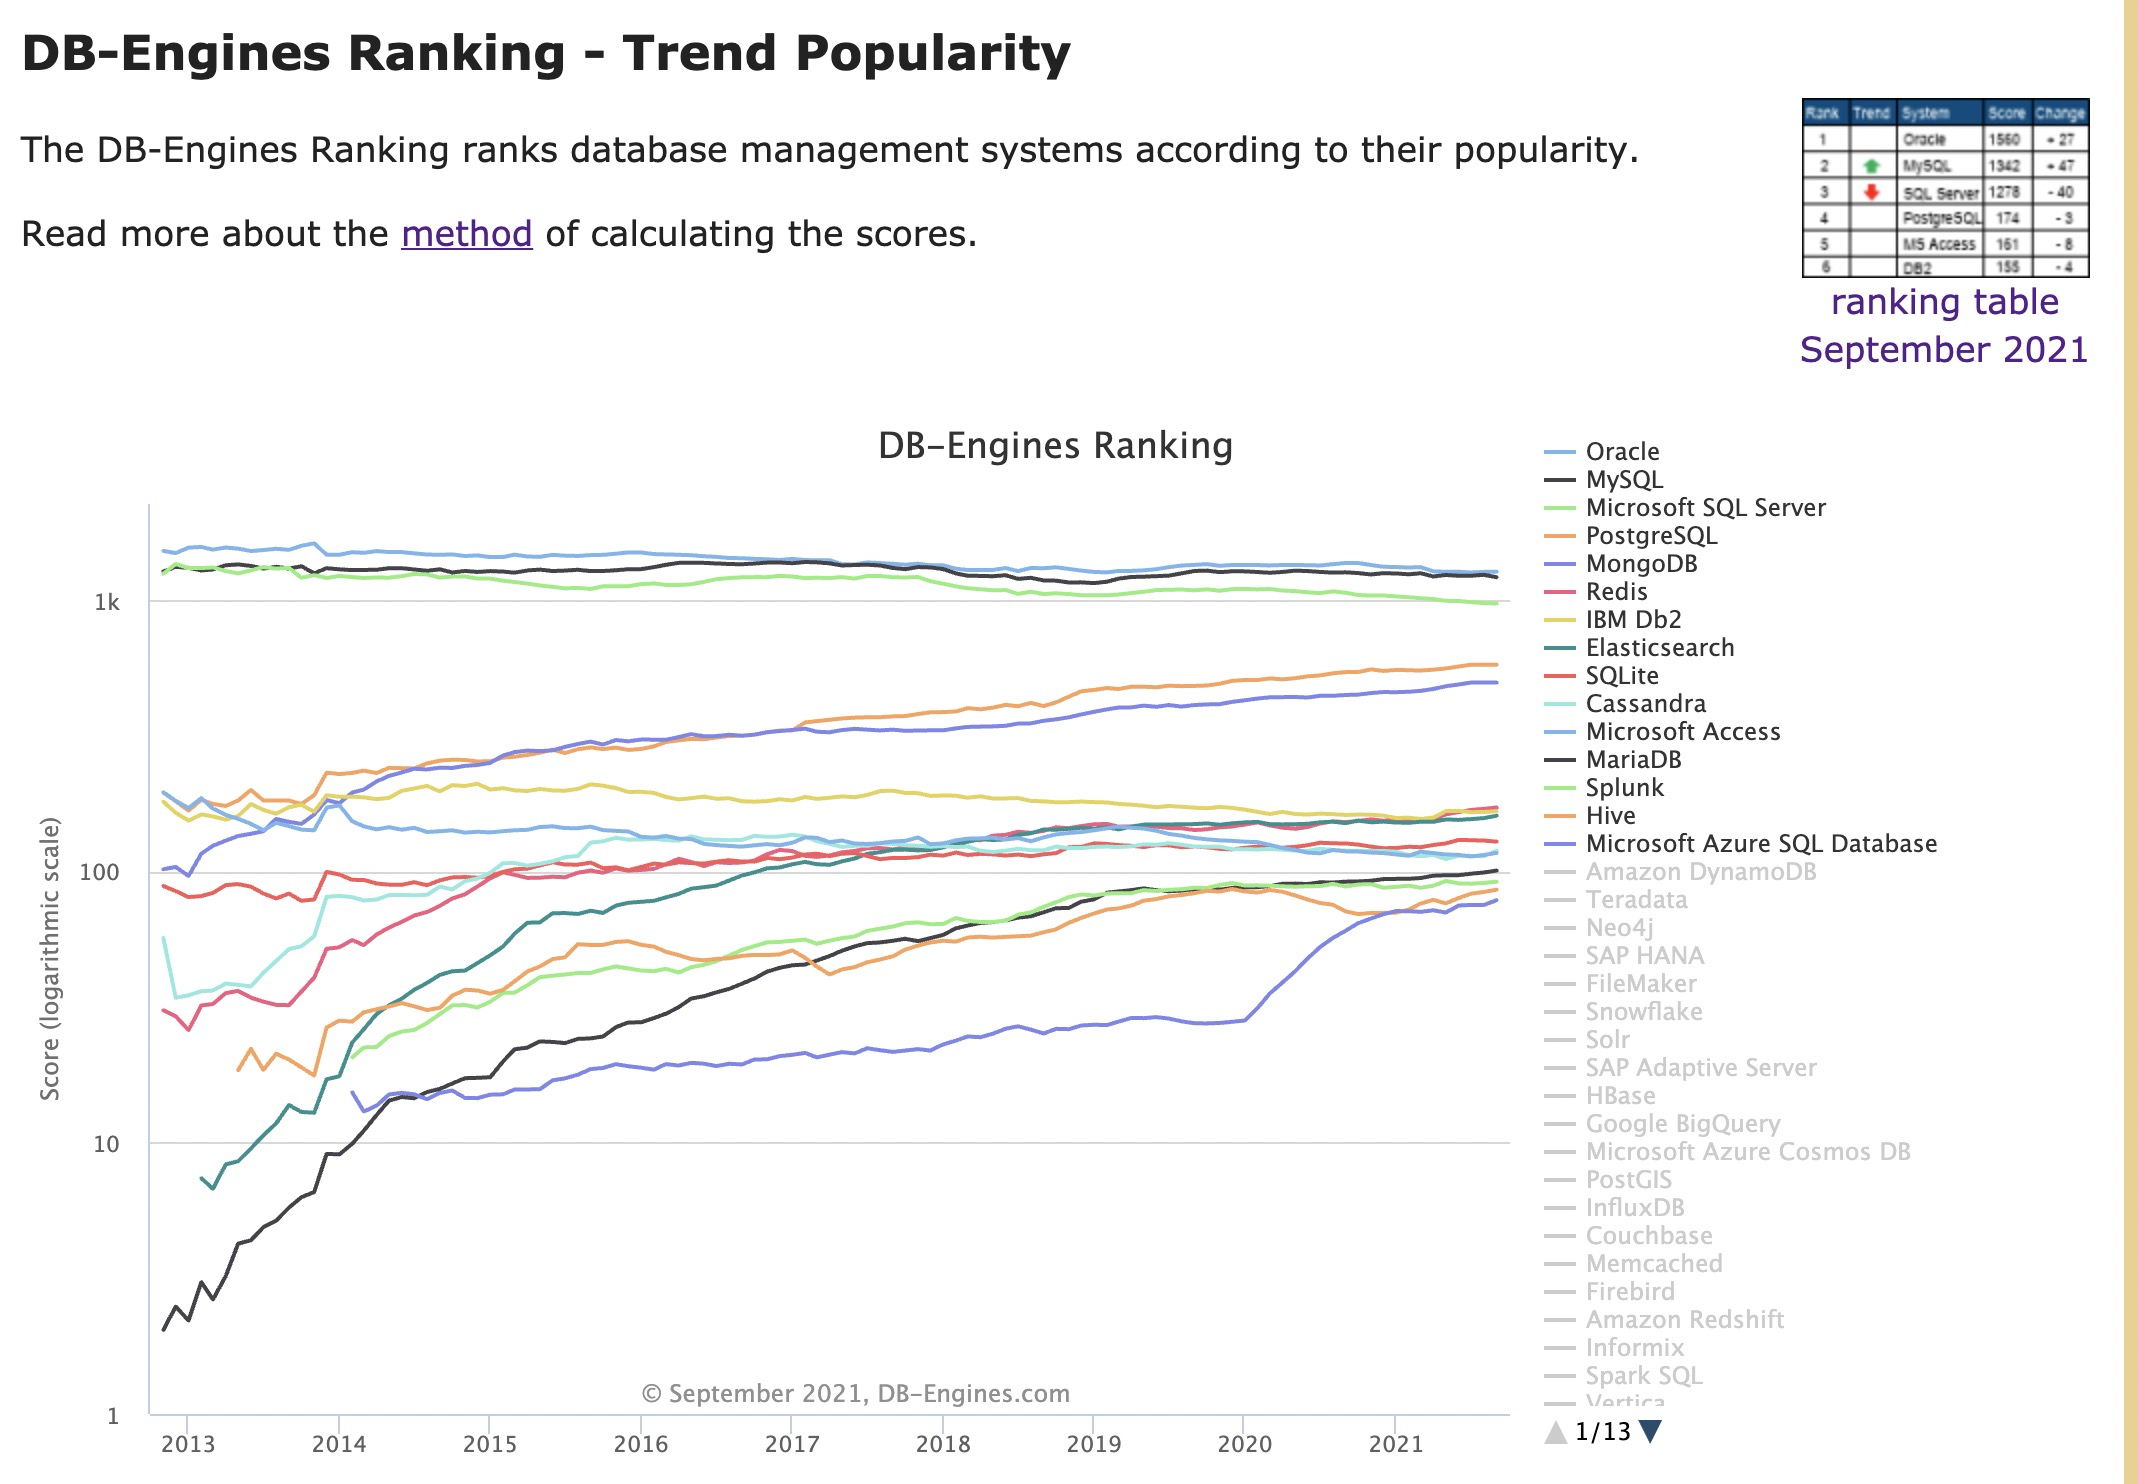 DB-Engines Ranking - Trend Popularity
The DB-Engines Ranking ranks database management systems according to their popularity.
Read more about the method of calculating the scores.
Rank Trend System Score Change
1 Oracle 1560 + 27
2 MySQL 1342 + 47
3 SQL Server 1278 - 40
4 PostgreSQL 174 - 3
5 MS Access 161 - 8
6 DB2 155 - 4
ranking table
September 2021
DB-Engines Ranking
Score (logarithmic scale)
1k
100
10
1
2013 2014 2015 2016 2017 2018 2019 2020 2021
© September 2021, DB-Engines.com
Oracle
MySQL
Microsoft SQL Server
PostgreSQL
MongoDB
Redis
IBM Db2
Elasticsearch
SQLite
Cassandra
Microsoft Access
MariaDB
Splunk
Hive
Microsoft Azure SQL Database
Amazon DynamoDB
Teradata
Neo4j
SAP HANA
FileMaker
Snowflake
Solr
SAP Adaptive Server
HBase
Google BigQuery
Microsoft Azure Cosmos DB
PostGIS
InfluxDB
Couchbase
Memcached
Firebird
Amazon Redshift
Informix
Spark SQL
Vertica
1/13